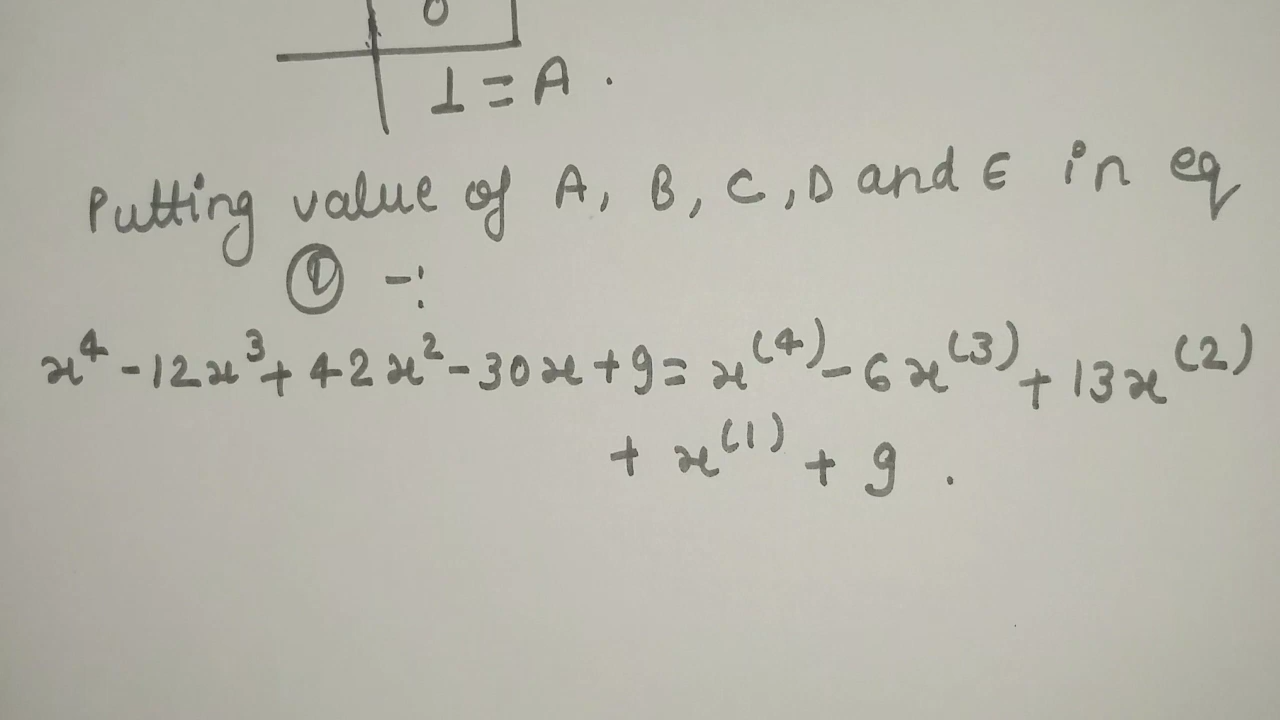 0
1 = A .
Putting value of A, B, C, D and E in eq
① -:
x⁴ - 12x³ + 42x² - 30x + 9 = x⁽⁴⁾ - 6x⁽³⁾ + 13x⁽²⁾
+ x⁽¹⁾ + 9 .